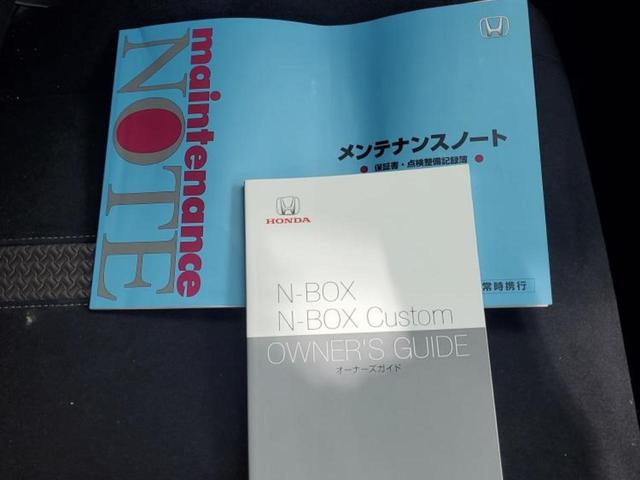 maintenance
NOTE
メンテナンスノート
● 保証書・点検整備記録簿 ●
常時携行
HONDA
N-BOX
N-BOX Custom
OWNER'S GUIDE
オーナーズガイド